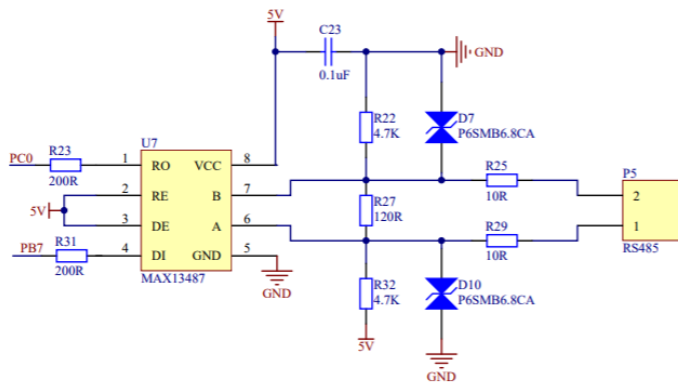 5V
C23
0.1uF
GND
R22
4.7K
D7
P6SMB6.8CA
PC0
R23
200R
U7
1
RO
VCC
8
2
RE
B
7
3
DE
A
6
4
DI
GND
5
MAX13487
5V
PB7
R31
200R
GND
R27
120R
R25
10R
R29
10R
P5
2
1
RS485
R32
4.7K
5V
D10
P6SMB6.8CA
GND